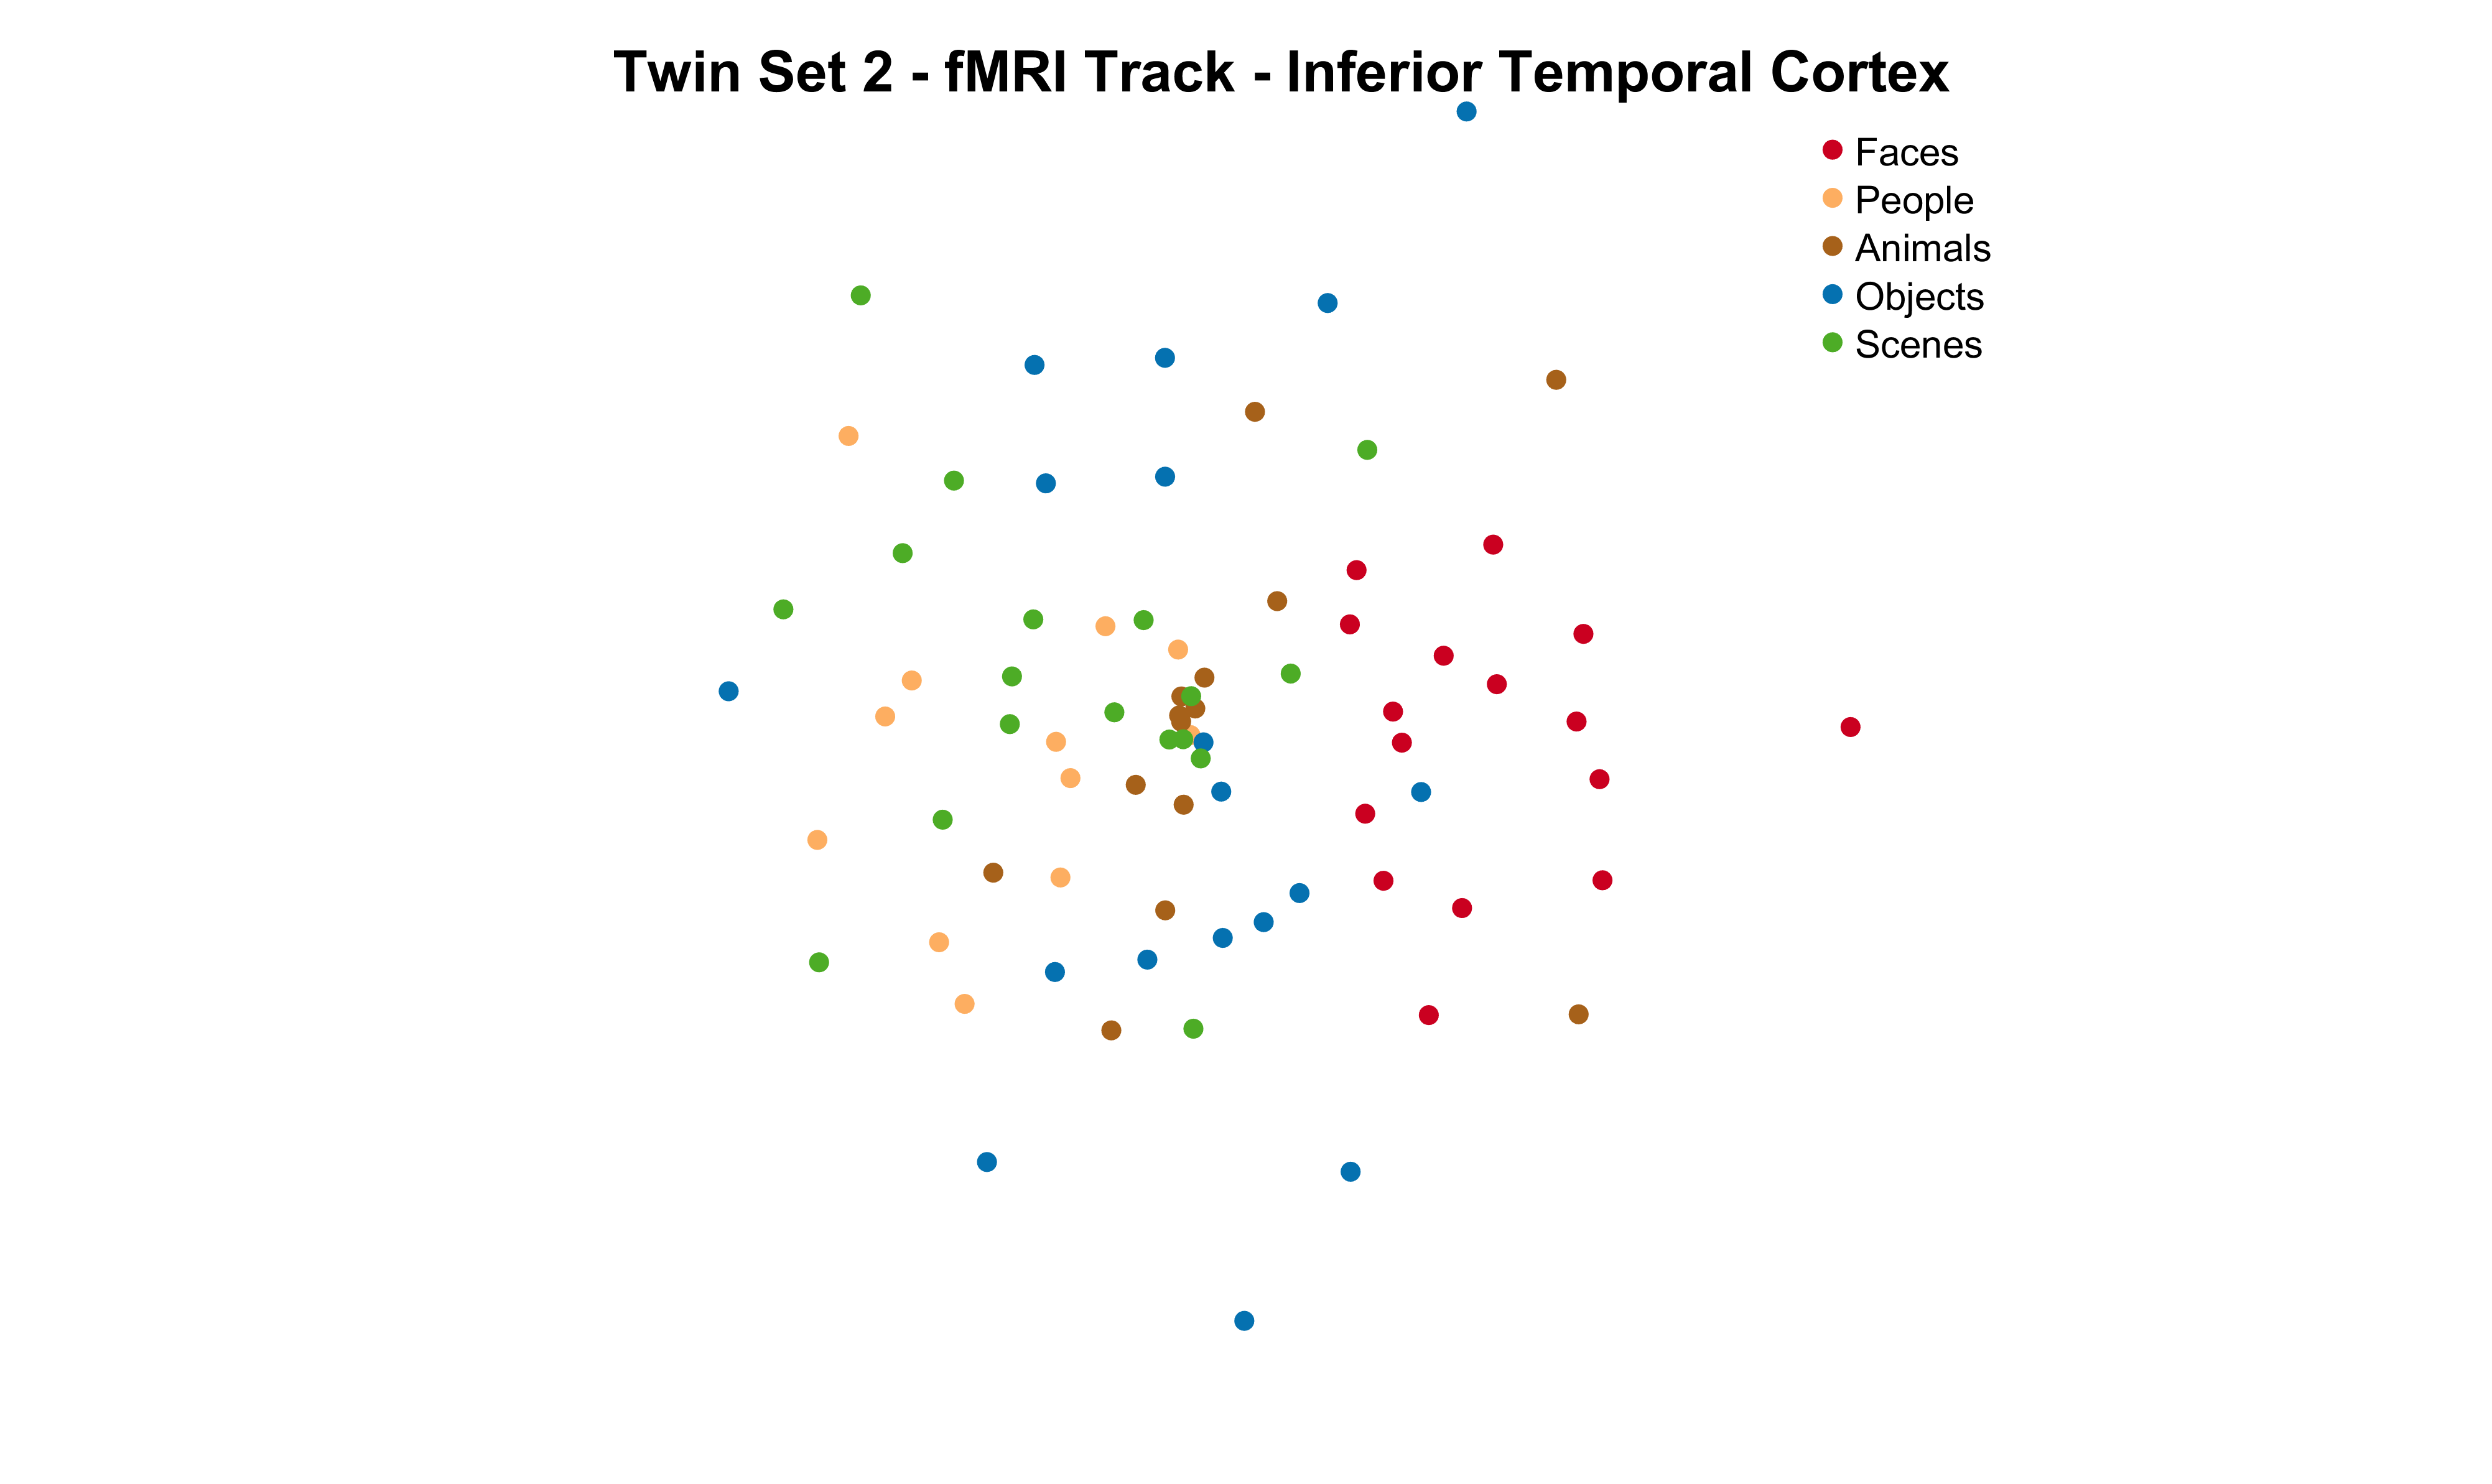 Twin Set 2 - fMRI Track - Inferior Temporal Cortex
Faces
People
Animals
Objects
Scenes